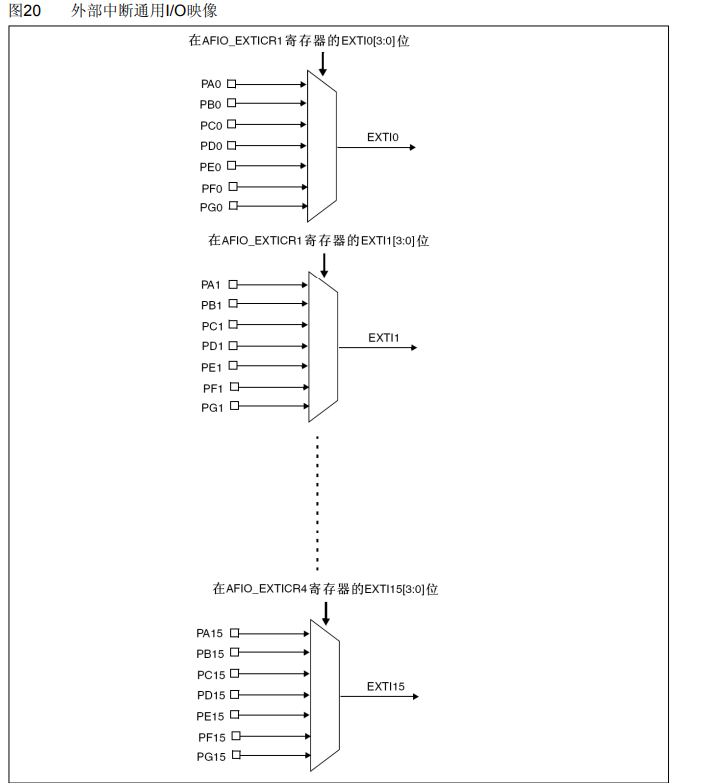 图20 外部中断通用I/O映像
在AFIO_EXTICR1寄存器的EXTI0[3:0]位
PA0
PB0
PC0
PD0
PE0
PF0
PG0
EXTI0
在AFIO_EXTICR1寄存器的EXTI1[3:0]位
PA1
PB1
PC1
PD1
PE1
PF1
PG1
EXTI1
在AFIO_EXTICR4寄存器的EXTI15[3:0]位
PA15
PB15
PC15
PD15
PE15
PF15
PG15
EXTI15